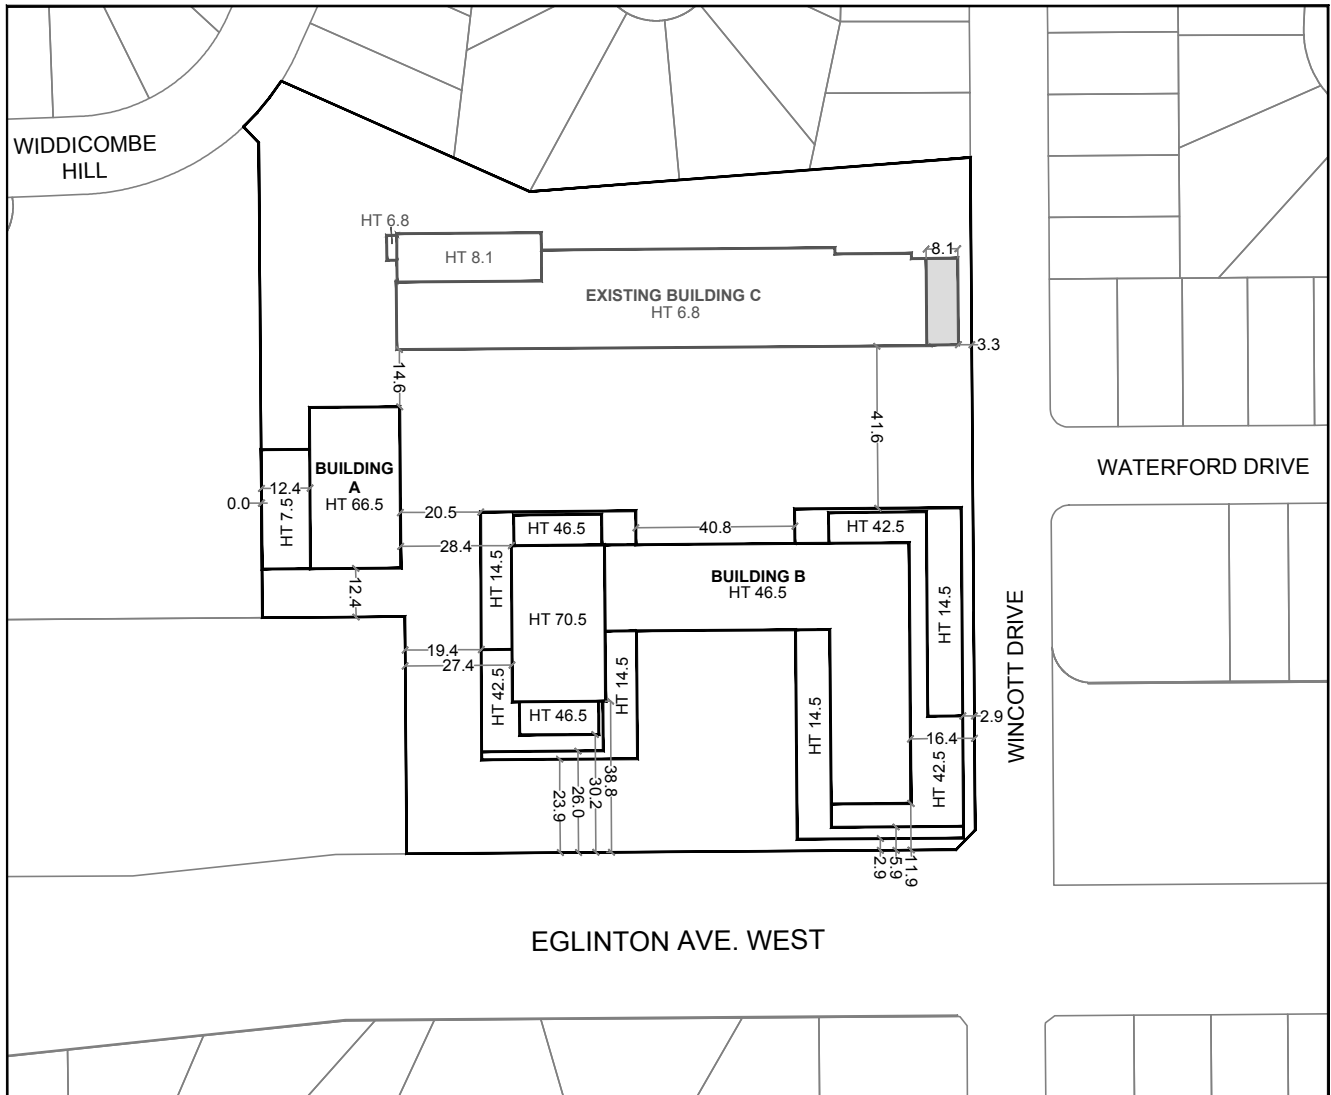 WIDDICOMBE
HILL
HT 6.8
HT 8.1
8.1
EXISTING BUILDING C
HT 6.8
3.3
14.6
41.6
WATERFORD DRIVE
BUILDING
A
HT 66.5
12.4
0.0
HT 7.5
20.5
28.4
12.4
HT 46.5
40.8
HT 42.5
HT 14.5
BUILDING B
HT 46.5
HT 14.5
HT 70.5
19.4
27.4
HT 42.5
HT 14.5
HT 46.5
HT 14.5
2.9
16.4
HT 42.5
WINCOTT DRIVE
23.9
26.0
30.2
38.8
2.9
5.9
11.9
EGLINTON AVE. WEST